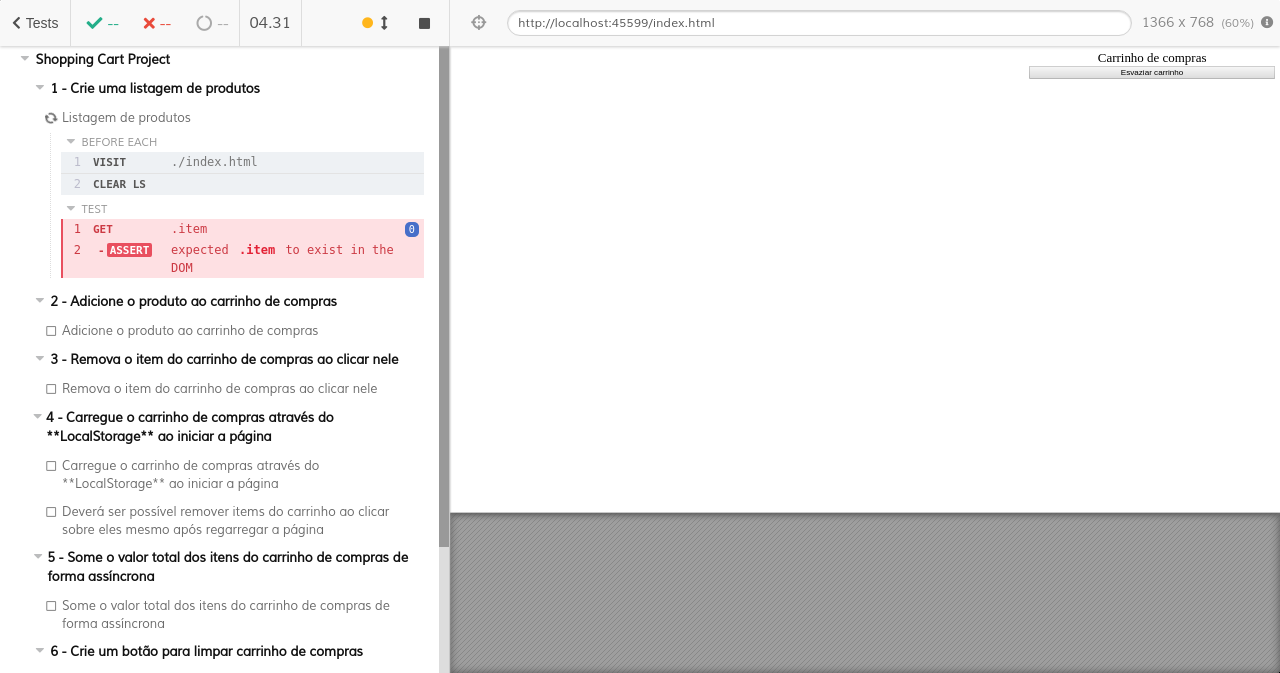 Tests
--
--
--
04.31
http://localhost:45599/index.html
1366 x 768 (60%)
Shopping Cart Project
1 - Crie uma listagem de produtos
Listagem de produtos
BEFORE EACH
1 VISIT ./index.html
2 CLEAR LS
TEST
1 GET .item 0
2 - ASSERT expected .item to exist in the
DOM
2 - Adicione o produto ao carrinho de compras
Adicione o produto ao carrinho de compras
3 - Remova o item do carrinho de compras ao clicar nele
Remova o item do carrinho de compras ao clicar nele
4 - Carregue o carrinho de compras através do
**LocalStorage** ao iniciar a página
Carregue o carrinho de compras através do
**LocalStorage** ao iniciar a página
Deverá ser possível remover items do carrinho ao clicar
sobre eles mesmo após regarregar a página
5 - Some o valor total dos itens do carrinho de compras de
forma assíncrona
Some o valor total dos itens do carrinho de compras de
forma assíncrona
6 - Crie um botão para limpar carrinho de compras
Carrinho de compras
Esvaziar carrinho